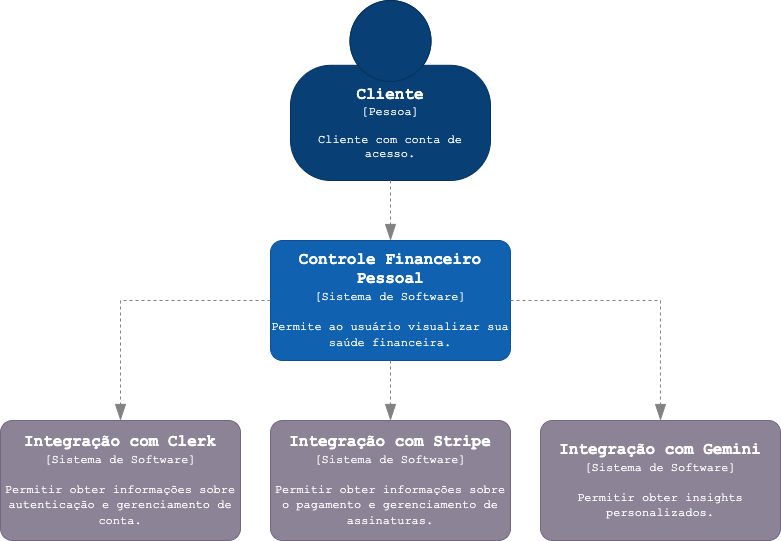 Cliente
[Pessoa]
Cliente com conta de
acesso.
Controle Financeiro
Pessoal
[Sistema de Software]
Permite ao usuário visualizar sua
saúde financeira.
Integração com Clerk
[Sistema de Software]
Permitir obter informações sobre
autenticação e gerenciamento de
conta.
Integração com Stripe
[Sistema de Software]
Permitir obter informações sobre
o pagamento e gerenciamento de
assinaturas.
Integração com Gemini
[Sistema de Software]
Permitir obter insights
personalizados.